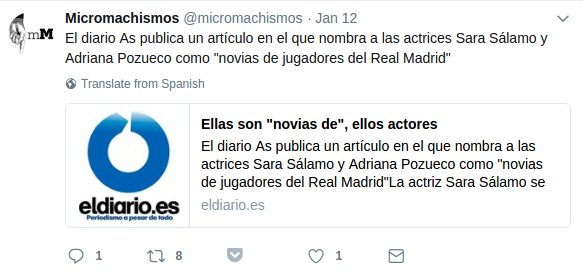 mM
Micromachismos @micromachismos · Jan 12
El diario As publica un artículo en el que nombra a las actrices Sara Sálamo y
Adriana Pozueco como "novias de jugadores del Real Madrid"
Translate from Spanish
eldiario.es
Periodismo a pesar de todo
Ellas son "novias de", ellos actores
El diario As publica un artículo en el que nombra a las
actrices Sara Sálamo y Adriana Pozueco como "novias
de jugadores del Real Madrid"La actriz Sara Sálamo se
eldiario.es
1 8 1